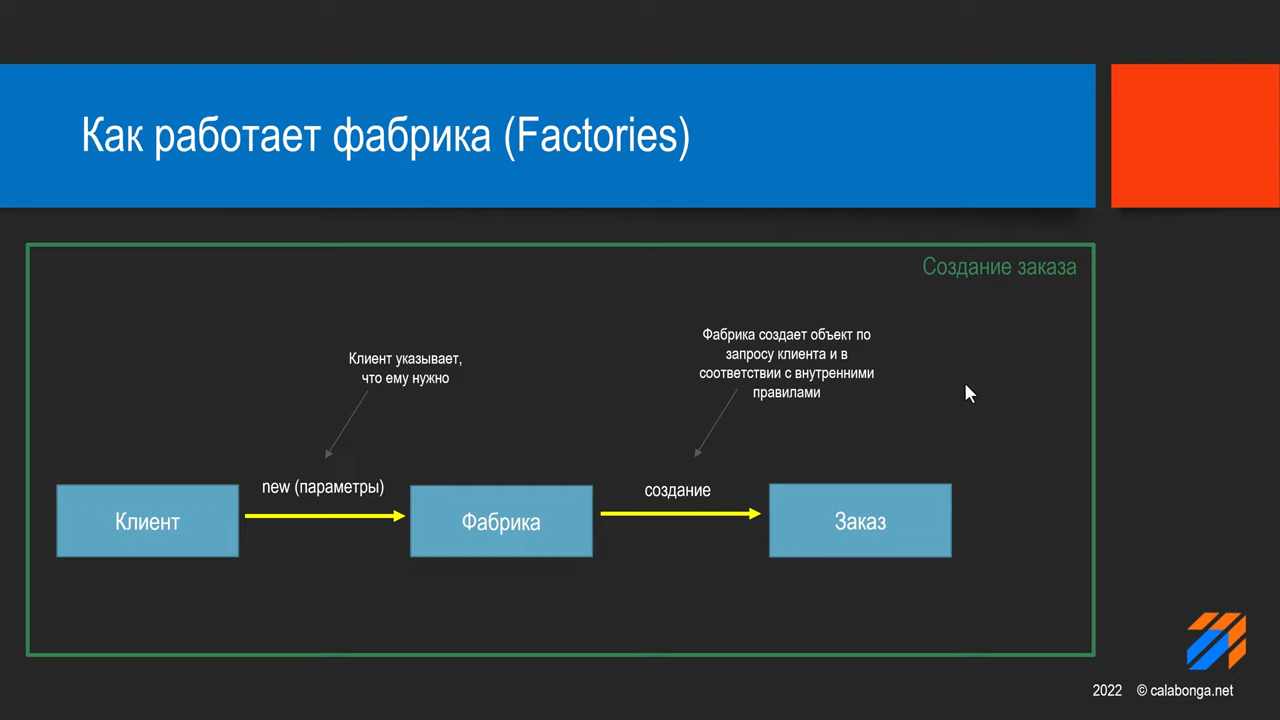 Как работает фабрика (Factories)
Создание заказа
Клиент указывает,
что ему нужно
Фабрика создает объект по
запросу клиента и в
соответствии с внутренними
правилами
new (параметры)
создание
Клиент
Фабрика
Заказ
2022 © calabonga.net